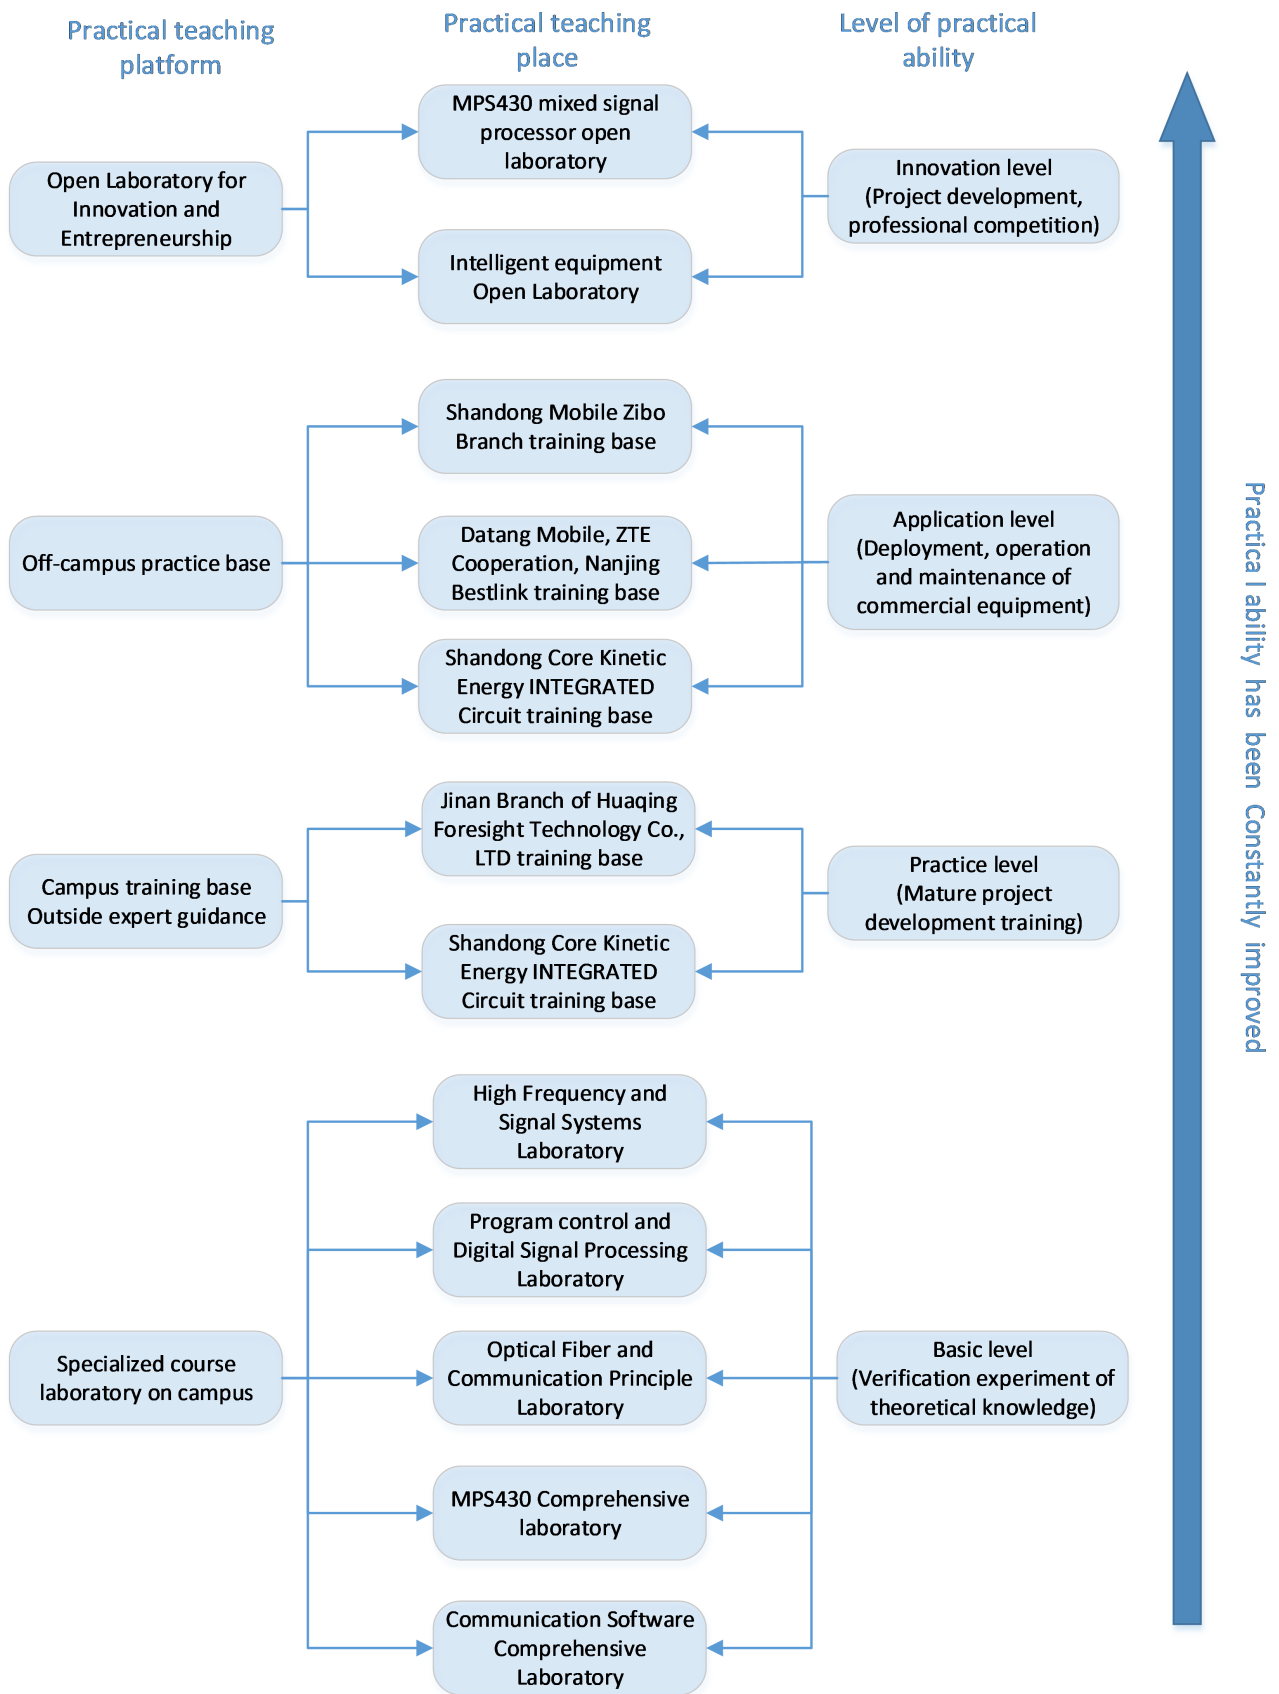 Practical teaching
platform
Practical teaching
place
Level of practical
ability
Open Laboratory for
Innovation and
Entrepreneurship
MPS430 mixed signal
processor open
laboratory
Intelligent equipment
Open Laboratory
Innovation level
(Project development,
professional competition)
Off-campus practice base
Shandong Mobile Zibo
Branch training base
Datang Mobile, ZTE
Cooperation, Nanjing
Bestlink training base
Shandong Core Kinetic
Energy INTEGRATED
Circuit training base
Application level
(Deployment, operation
and maintenance of
commercial equipment)
Campus training base
Outside expert guidance
Jinan Branch of Huaqing
Foresight Technology Co.,
LTD training base
Shandong Core Kinetic
Energy INTEGRATED
Circuit training base
Practice level
(Mature project
development training)
Specialized course
laboratory on campus
High Frequency and
Signal Systems
Laboratory
Program control and
Digital Signal Processing
Laboratory
Optical Fiber and
Communication Principle
Laboratory
MPS430 Comprehensive
laboratory
Communication Software
Comprehensive
Laboratory
Basic level
(Verification experiment of
theoretical knowledge)
Practica l ability has been Constantly improved